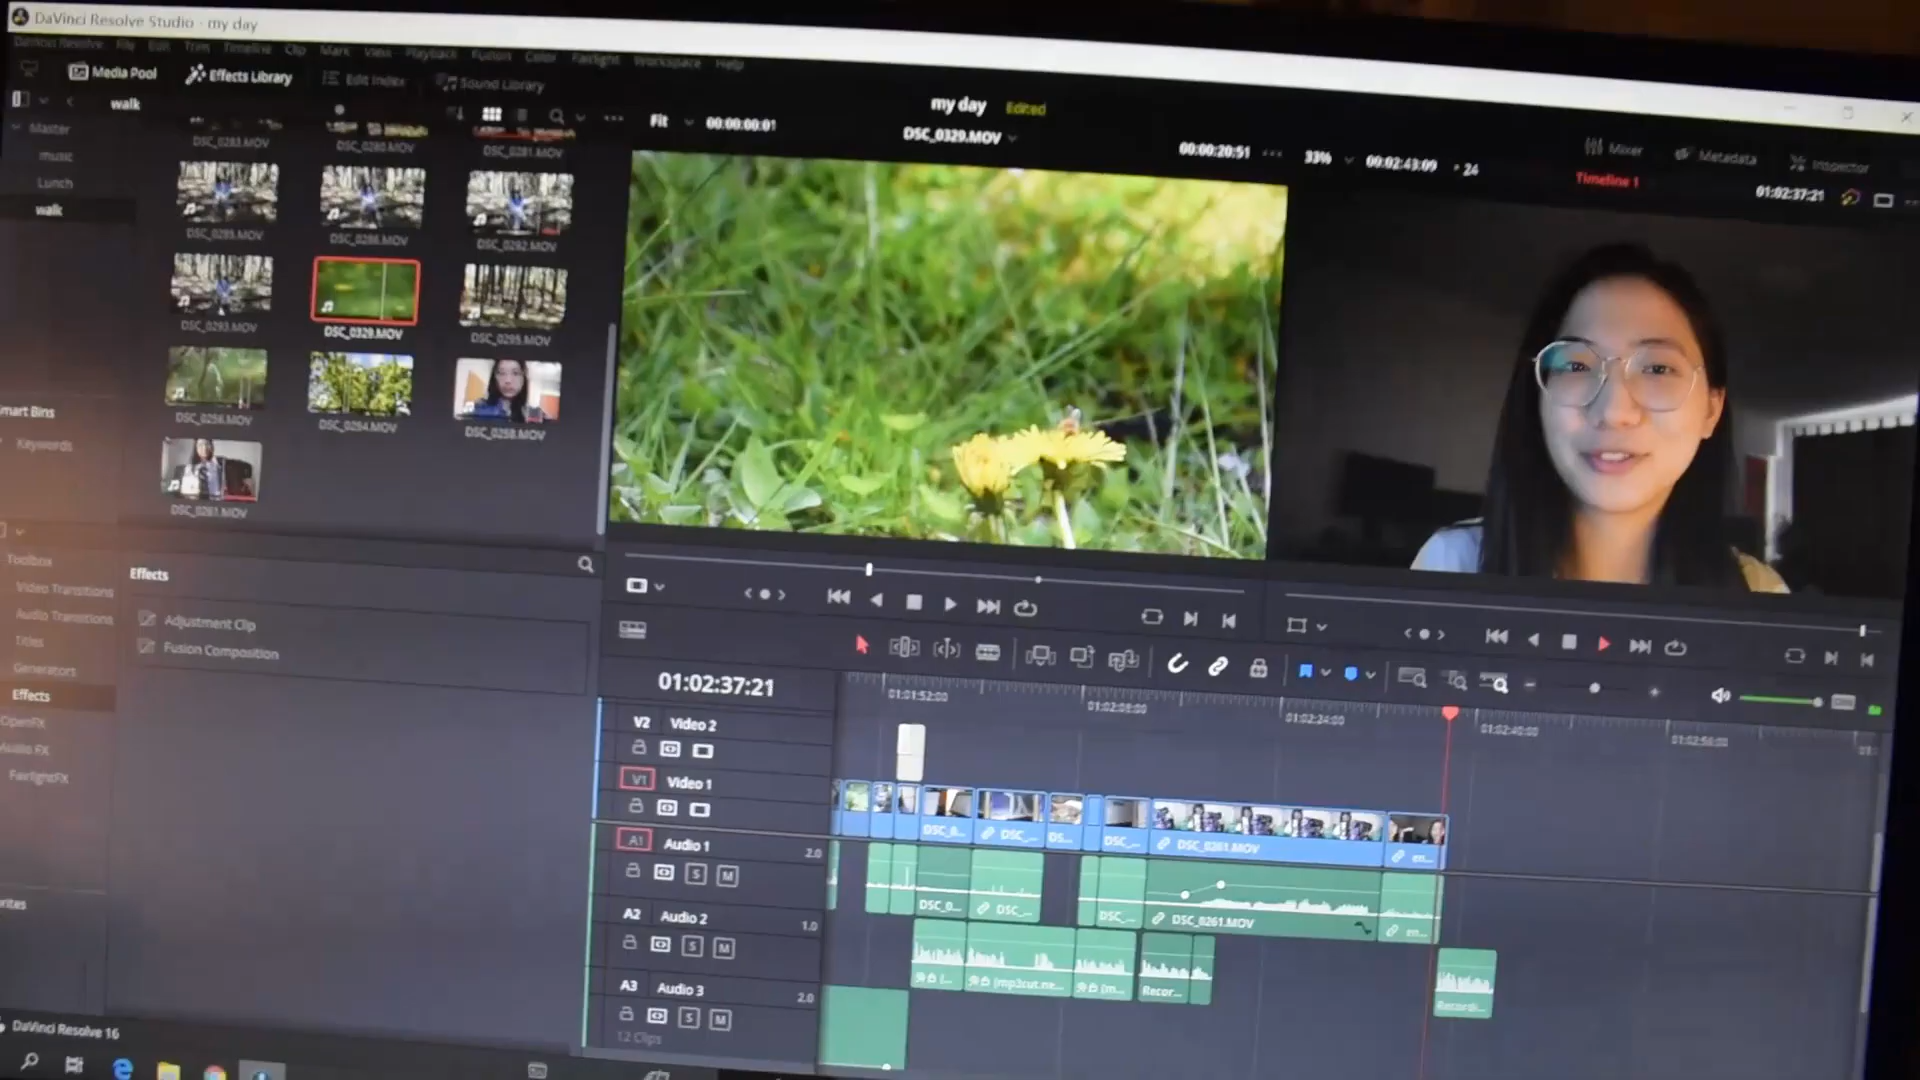 DaVinci Resolve Studio - my day
DaVinci Resolve File Edit Trim Timeline Clip Mark View Playback Fusion Color Fairlight Workspace Help
Media Pool Effects Library Edit Index Sound Library
walk
my day Edited
Fit 00:00:00:01 DSC_0329.MOV 00:00:20:51
33% 00:02:43:09 24
Mixer Metadata Inspector
Timeline 1 01:02:37:21
Master
music
Lunch
walk
DSC_0283.MOV DSC_0280.MOV DSC_0281.MOV
DSC_0285.MOV DSC_0286.MOV DSC_0292.MOV
DSC_0293.MOV DSC_0329.MOV DSC_0295.MOV
DSC_0256.MOV DSC_0254.MOV DSC_0258.MOV
DSC_0261.MOV
Smart Bins
Keywords
Toolbox
Video Transitions
Audio Transitions
Titles
Generators
Effects
OpenFX
Audio FX
FairlightFX
Effects
Adjustment Clip
Fusion Composition
01:02:37:21
01:01:52:00 01:02:08:00 01:02:24:00 01:02:40:00 01:02:56:00
V2 Video 2
V1 Video 1
DSC_0... DSC_... DS... DSC_... DSC_0261.MOV en...
A1 Audio 1 2.0
S M
DSC_0... DSC_... DSC_... DSC_0261.MOV en...
A2 Audio 2 1.0
S M
(mp3cut.ne... (m... Recor...
A3 Audio 3 2.0
S M
Recordi...
12 Clips
DaVinci Resolve 16